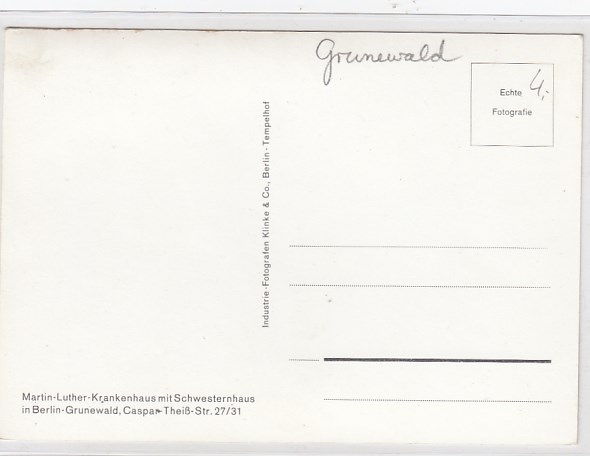 Grunewald
Echte 4,-
Fotografie
Industrie-Fotografen Klinke & Co., Berlin-Tempelhof
Martin-Luther-Krankenhaus mit Schwesternhaus
in Berlin-Grunewald, Caspar-Theiß-Str. 27/31